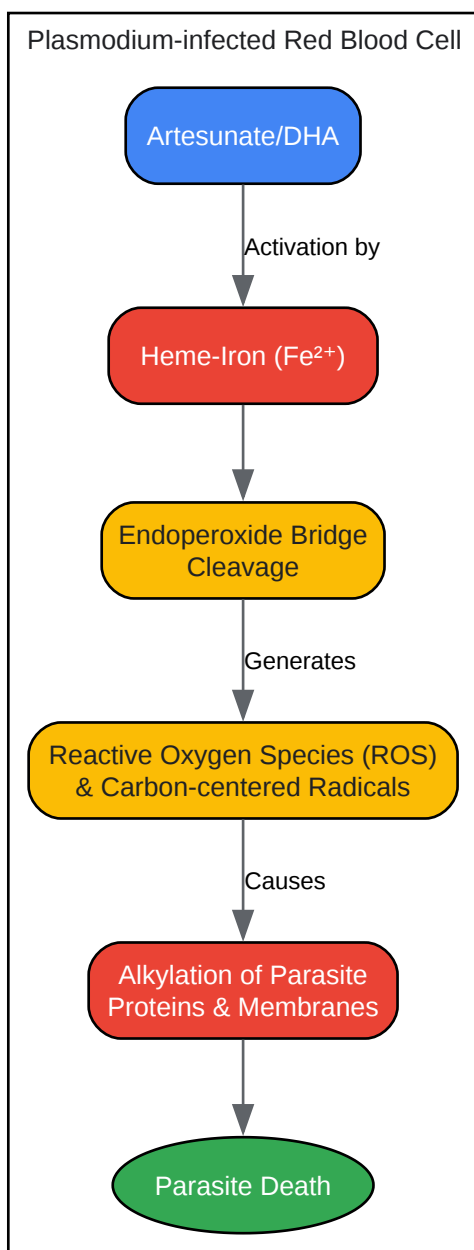 Plasmodium-infected Red Blood Cell
Artesunate/DHA
Activation by
Heme-Iron (Fe²⁺)
Endoperoxide Bridge
Cleavage
Generates
Reactive Oxygen Species (ROS)
& Carbon-centered Radicals
Causes
Alkylation of Parasite
Proteins & Membranes
Parasite Death